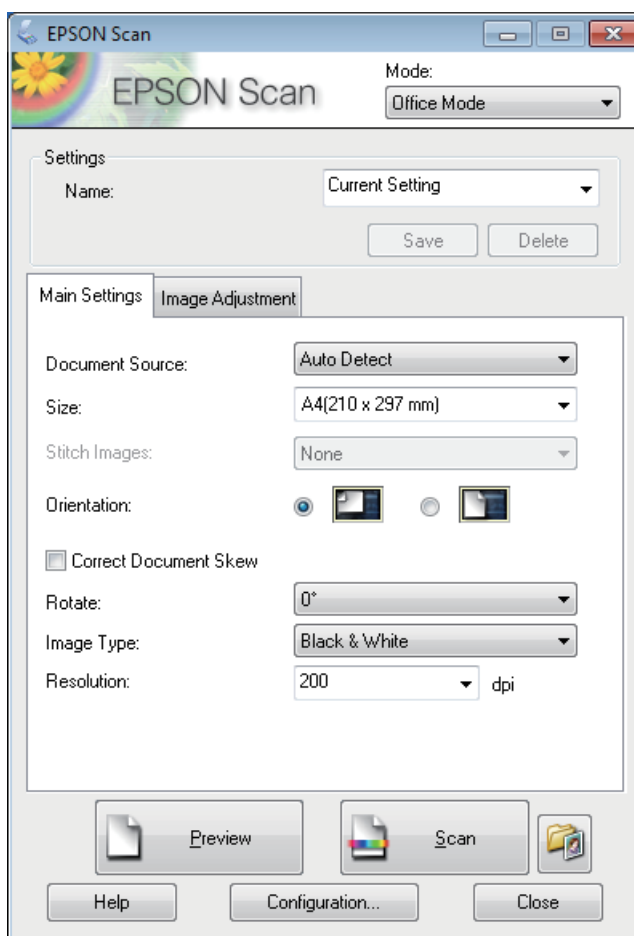 EPSON Scan
EPSON Scan
Mode:
Office Mode
Settings
Name:
Current Setting
Save
Delete
Main Settings
Image Adjustment
Document Source:
Auto Detect
Size:
A4(210 x 297 mm)
Stitch Images:
None
Orientation:
Correct Document Skew
Rotate:
0°
Image Type:
Black & White
Resolution:
200
dpi
Preview
Scan
Help
Configuration...
Close